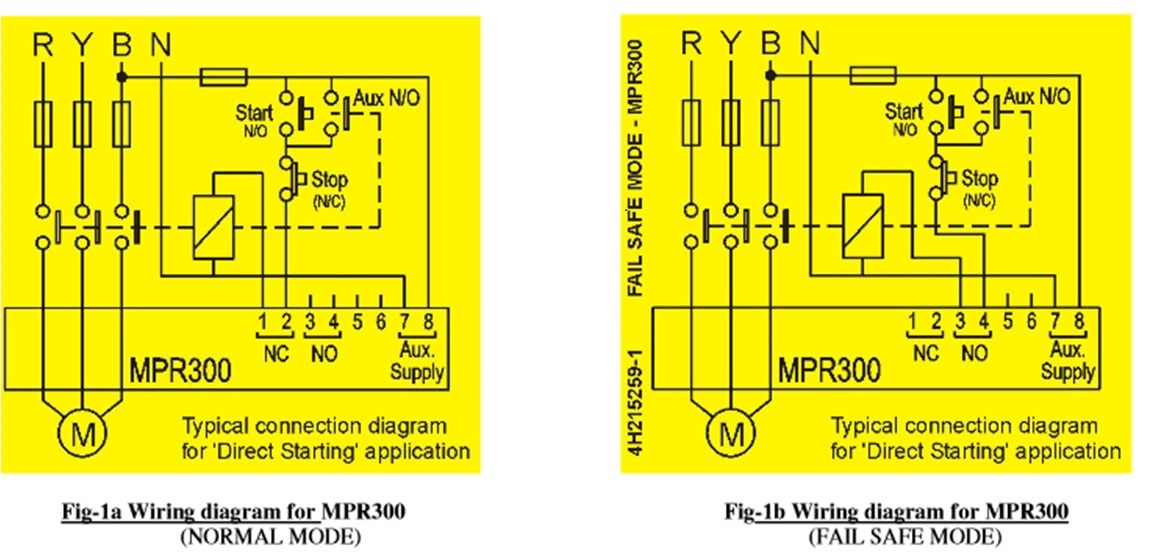 R Y B N
Start
N/O
Aux N/O
Stop
(N/C)
1 2 3 4 5 6 7 8
NC NO Aux.
Supply
MPR300
M
Typical connection diagram
for 'Direct Starting' application
Fig-1a Wiring diagram for MPR300
(NORMAL MODE)
FAIL SAFE MODE - MPR300
4H215259-1
R Y B N
Start
N/O
Aux N/O
Stop
(N/C)
1 2 3 4 5 6 7 8
NC NO Aux.
Supply
MPR300
M
Typical connection diagram
for 'Direct Starting' application
Fig-1b Wiring diagram for MPR300
(FAIL SAFE MODE)